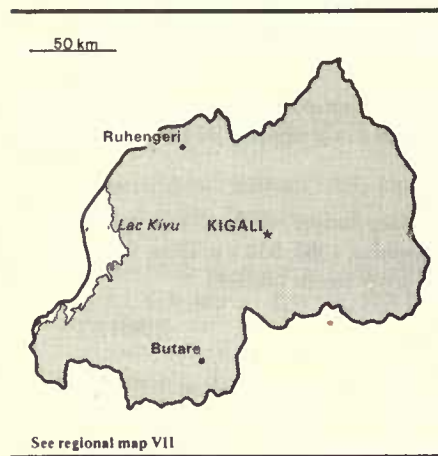 50 km
Ruhengeri
Lac Kivu
KIGALI
Butare
See regional map VII